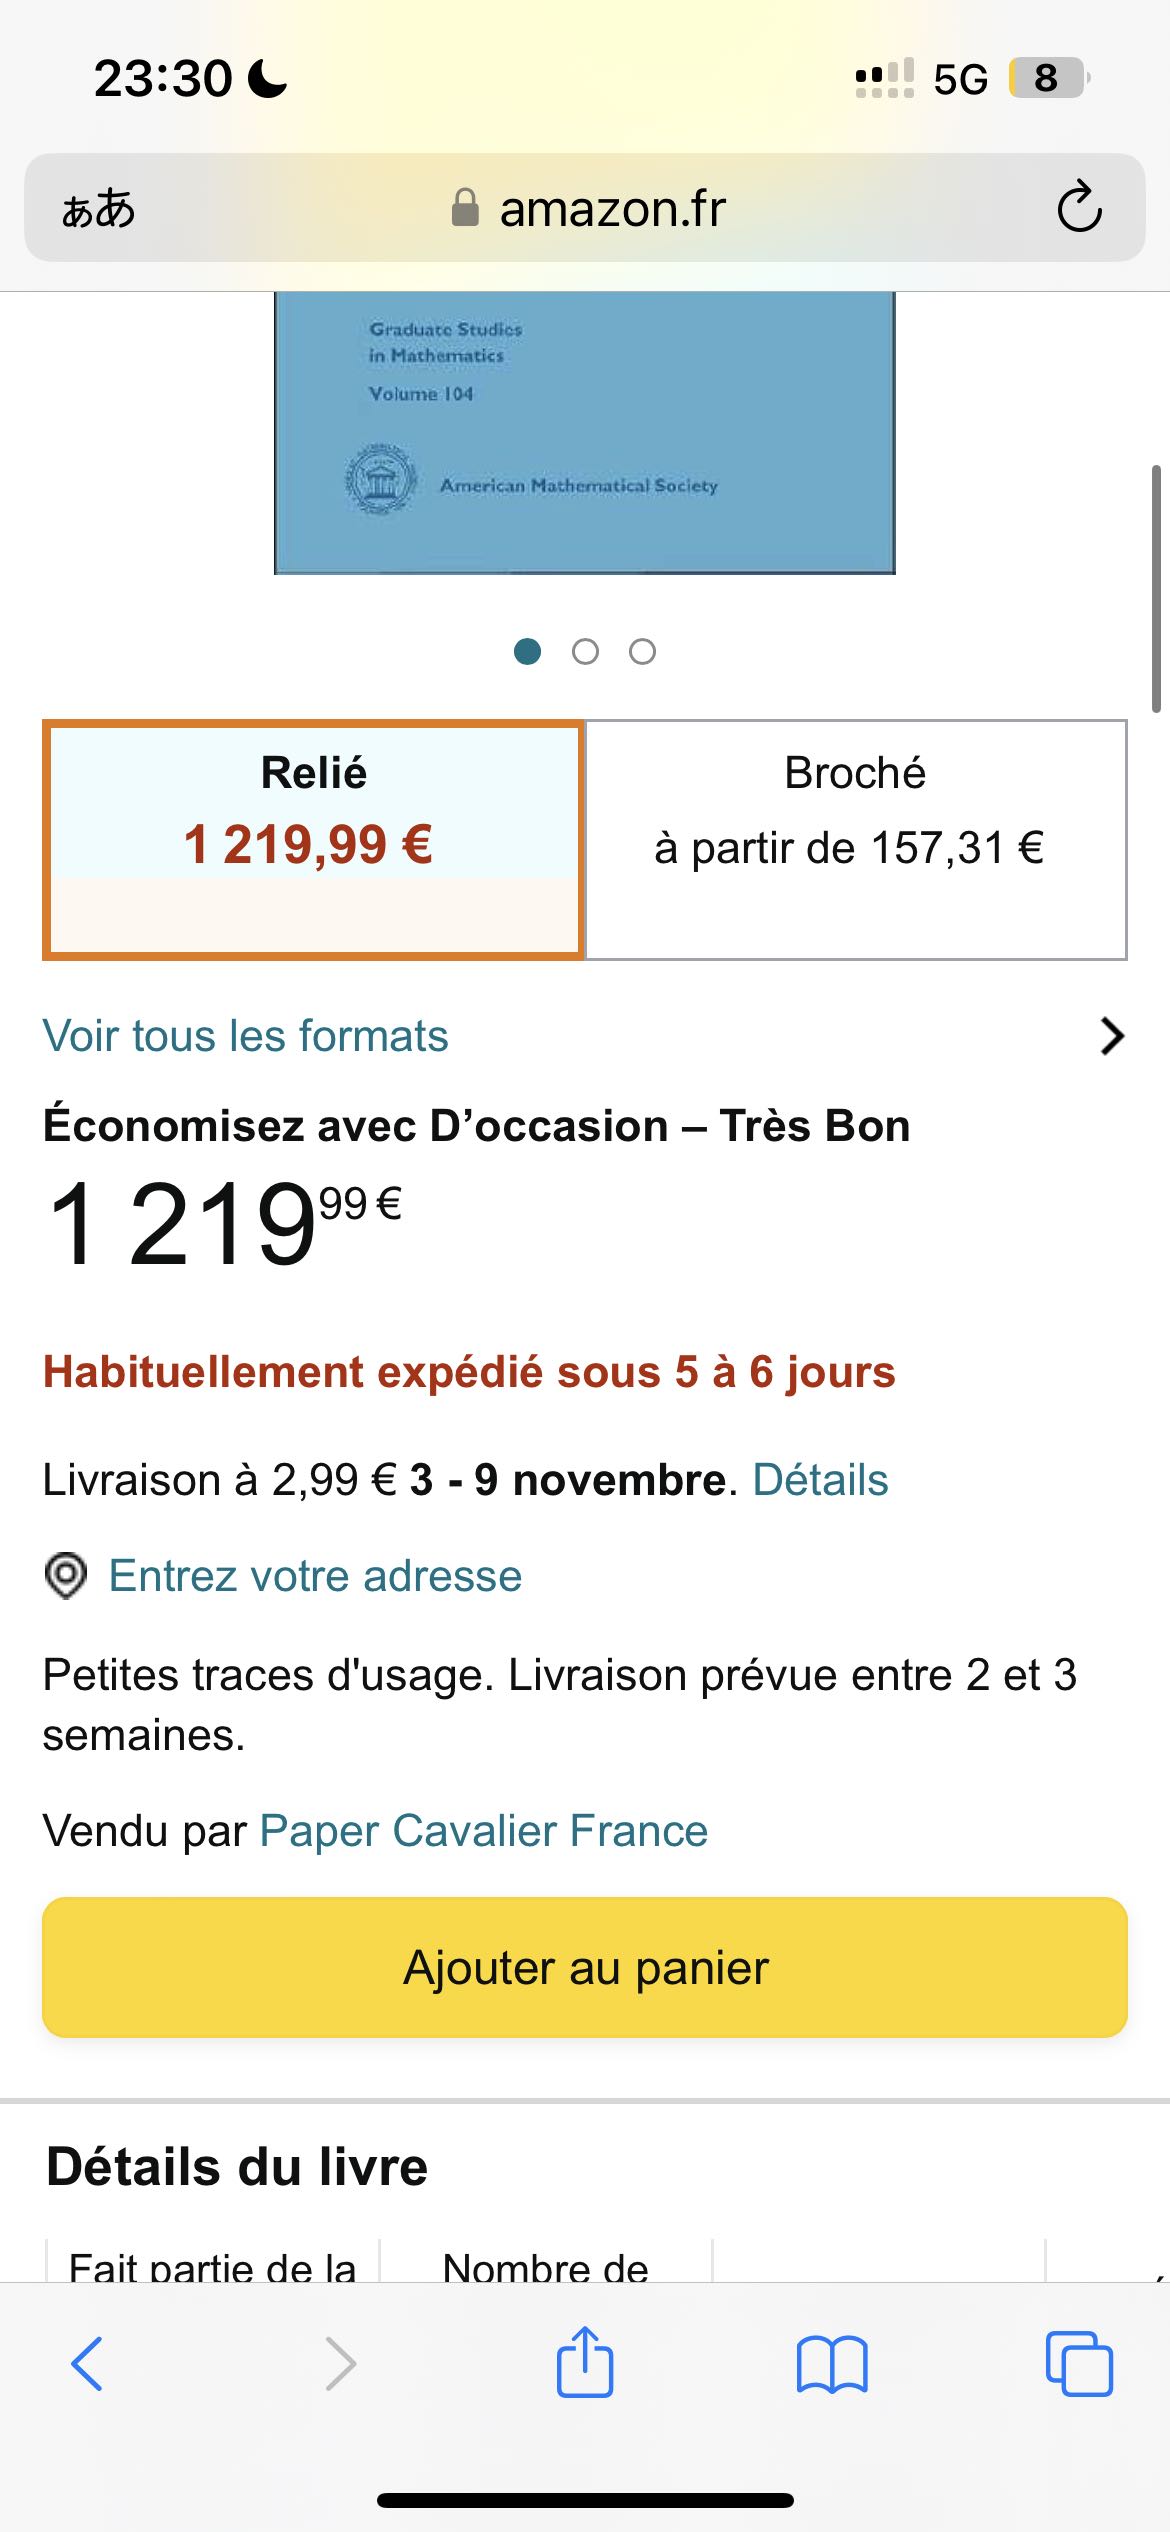 23:30
5G
8
ああ
amazon.fr
Graduate Studies
in Mathematics
Volume 104
American Mathematical Society
Relié
1 219,99 €
Broché
à partir de 157,31 €
Voir tous les formats
Économisez avec D’occasion – Très Bon
1 219 99 €
Habituellement expédié sous 5 à 6 jours
Livraison à 2,99 € 3 - 9 novembre. Détails
Entrez votre adresse
Petites traces d'usage. Livraison prévue entre 2 et 3
semaines.
Vendu par Paper Cavalier France
Ajouter au panier
Détails du livre
Fait partie de la
Nombre de